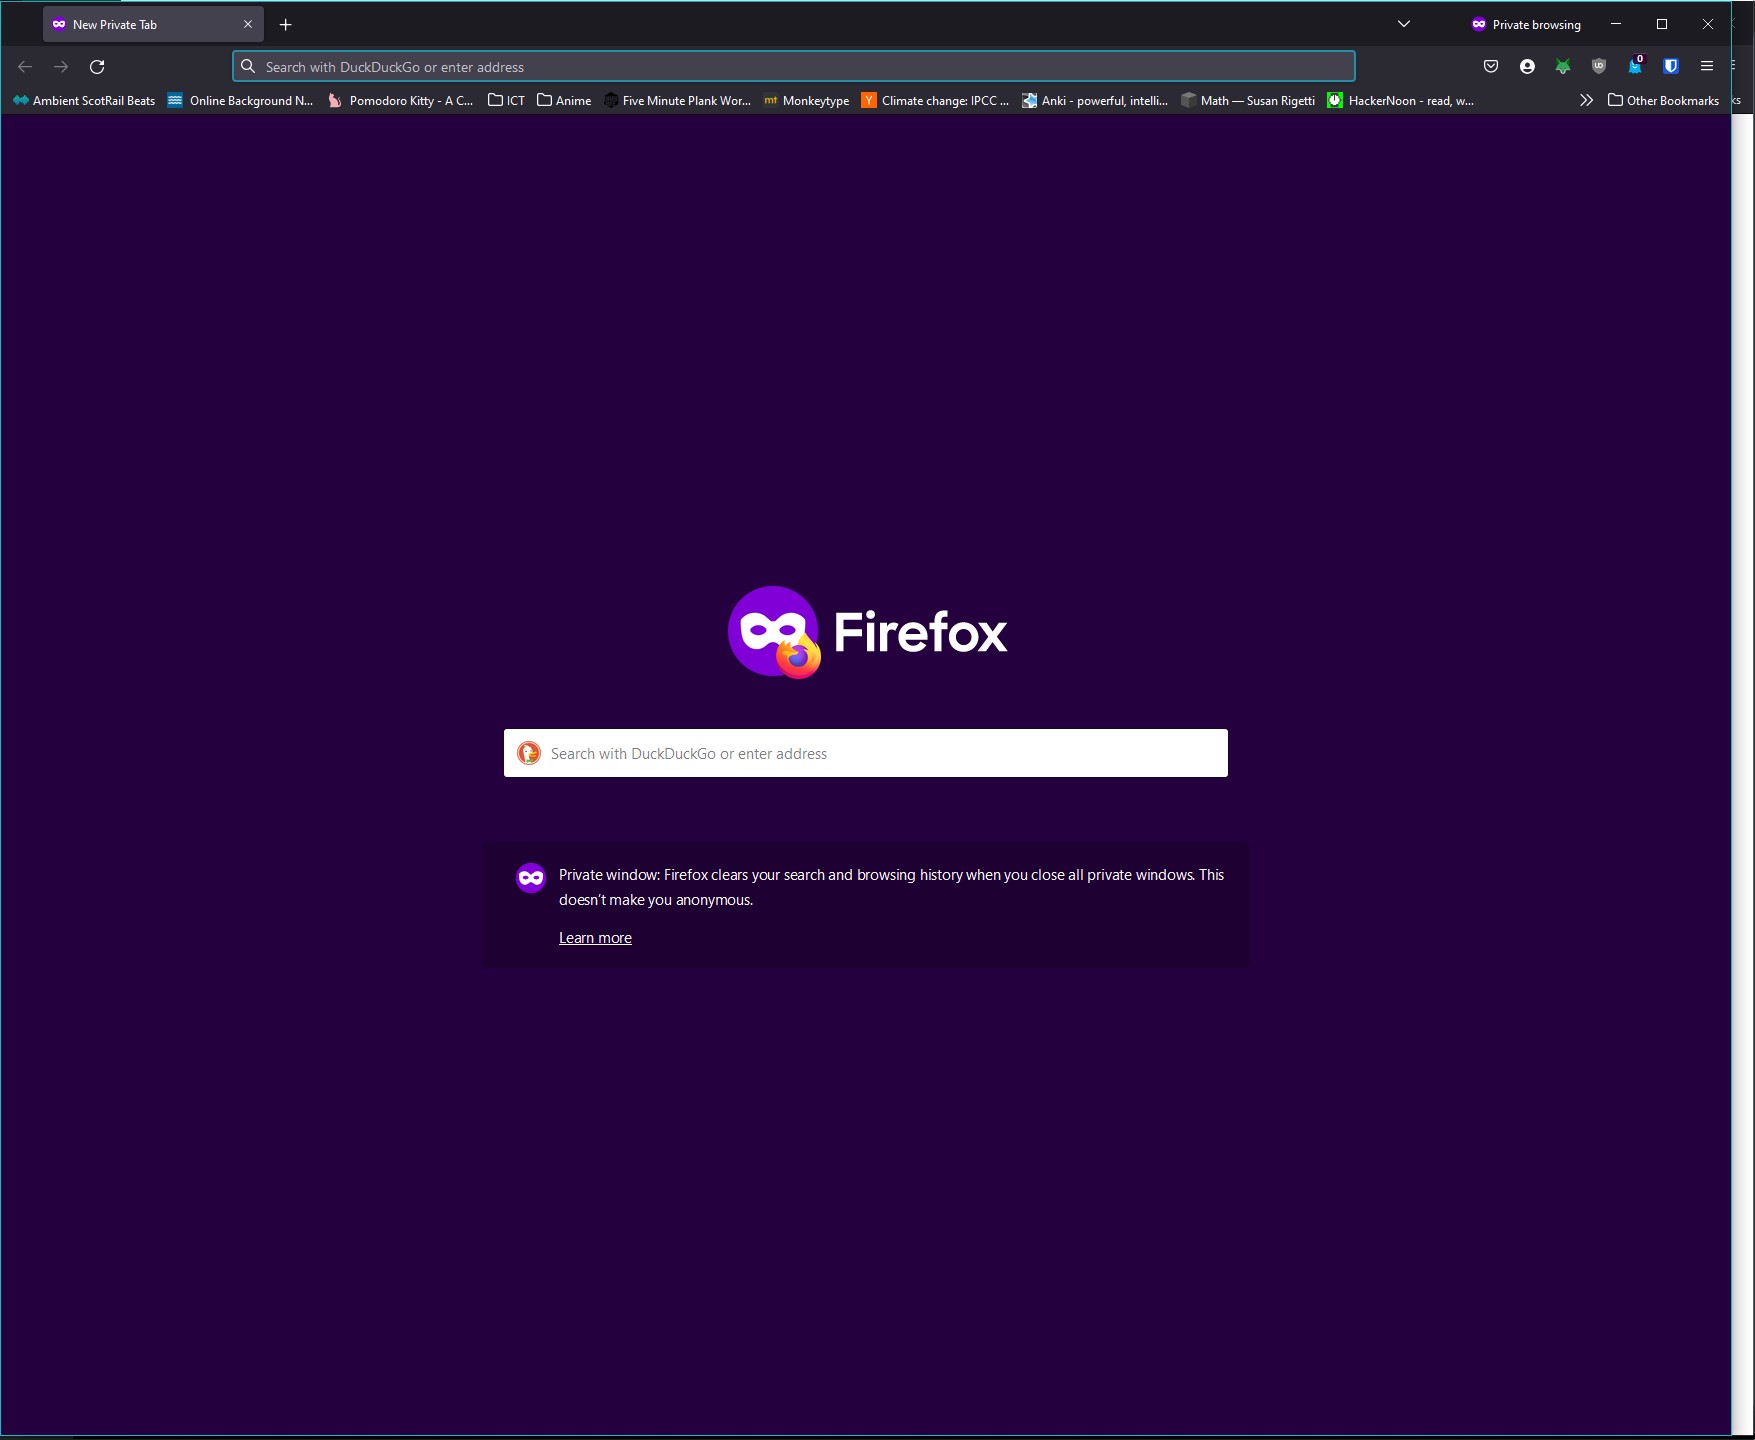 New Private Tab
Private browsing
Search with DuckDuckGo or enter address
0
Ambient ScotRail Beats Online Background N... Pomodoro Kitty - A C... ICT Anime Five Minute Plank Wor... mt Monkeytype Y Climate change: IPCC ... Anki - powerful, intelli... Math — Susan Rigetti HackerNoon - read, w... Other Bookmarks ks
Firefox
Search with DuckDuckGo or enter address
Private window: Firefox clears your search and browsing history when you close all private windows. This
doesn’t make you anonymous.
Learn more